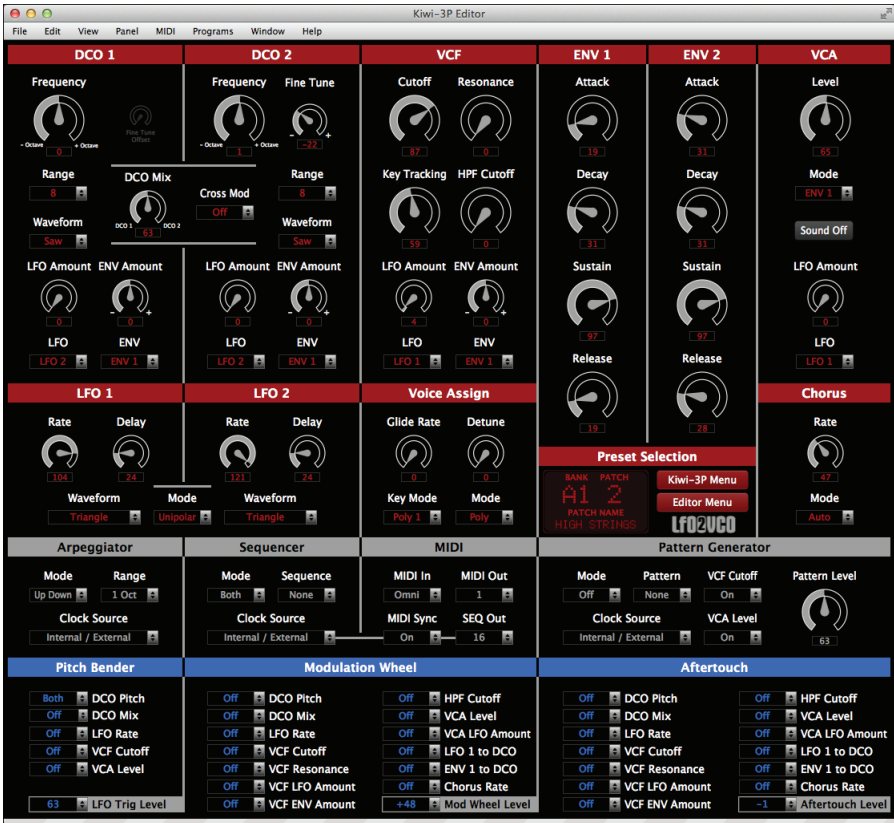 Kiwi-3P Editor
File Edit View Panel MIDI Programs Window Help
DCO 1 DCO 2 VCF ENV 1 ENV 2 VCA
Frequency Frequency Fine Tune Cutoff Resonance Attack Attack Level
Fine Tune
Offset
- Octave + Octave - Octave + Octave - +
0 1 -22 87 0 19 31 65
Range DCO Mix Cross Mod Range Key Tracking HPF Cutoff Decay Decay Mode
8 Off 8 ENV 1
DCO 1 DCO 2
63
Waveform Waveform Sound Off
Saw Saw 59 0 31 31
LFO Amount ENV Amount LFO Amount ENV Amount LFO Amount ENV Amount Sustain Sustain LFO Amount
- + - + - +
0 0 0 0 4 0 97 97 0
LFO ENV LFO ENV LFO ENV Release Release LFO
LFO 2 ENV 1 LFO 2 ENV 1 LFO 1 ENV 1 LFO 1
19 28
LFO 1 LFO 2 Voice Assign Chorus
Rate Delay Rate Delay Glide Rate Detune Rate
104 24 121 24 0 0 47
Waveform Mode Waveform Key Mode Mode Mode
Triangle Unipolar Triangle Poly 1 Poly Auto
Preset Selection
BANK PATCH
A1 2
PATCH NAME
HIGH STRINGS
Kiwi-3P Menu
Editor Menu
LfO2VCO
Arpeggiator Sequencer MIDI Pattern Generator
Mode Range Mode Sequence MIDI In MIDI Out Mode Pattern VCF Cutoff Pattern Level
Up Down 1 Oct Both None Omni 1 Off None On
Clock Source Clock Source MIDI Sync SEQ Out Clock Source VCA Level
Internal / External Internal / External On 16 Internal / External On 63
Pitch Bender Modulation Wheel Aftertouch
Both DCO Pitch Off DCO Pitch Off HPF Cutoff Off DCO Pitch Off HPF Cutoff
Off DCO Mix Off DCO Mix Off VCA Level Off DCO Mix Off VCA Level
Off LFO Rate Off LFO Rate Off VCA LFO Amount Off LFO Rate Off VCA LFO Amount
Off VCF Cutoff Off VCF Cutoff Off LFO 1 to DCO Off VCF Cutoff Off LFO 1 to DCO
Off VCA Level Off VCF Resonance Off ENV 1 to DCO Off VCF Resonance Off ENV 1 to DCO
Off VCF LFO Amount Off Chorus Rate Off VCF LFO Amount Off Chorus Rate
63 LFO Trig Level Off VCF ENV Amount +48 Mod Wheel Level Off VCF ENV Amount -1 Aftertouch Level